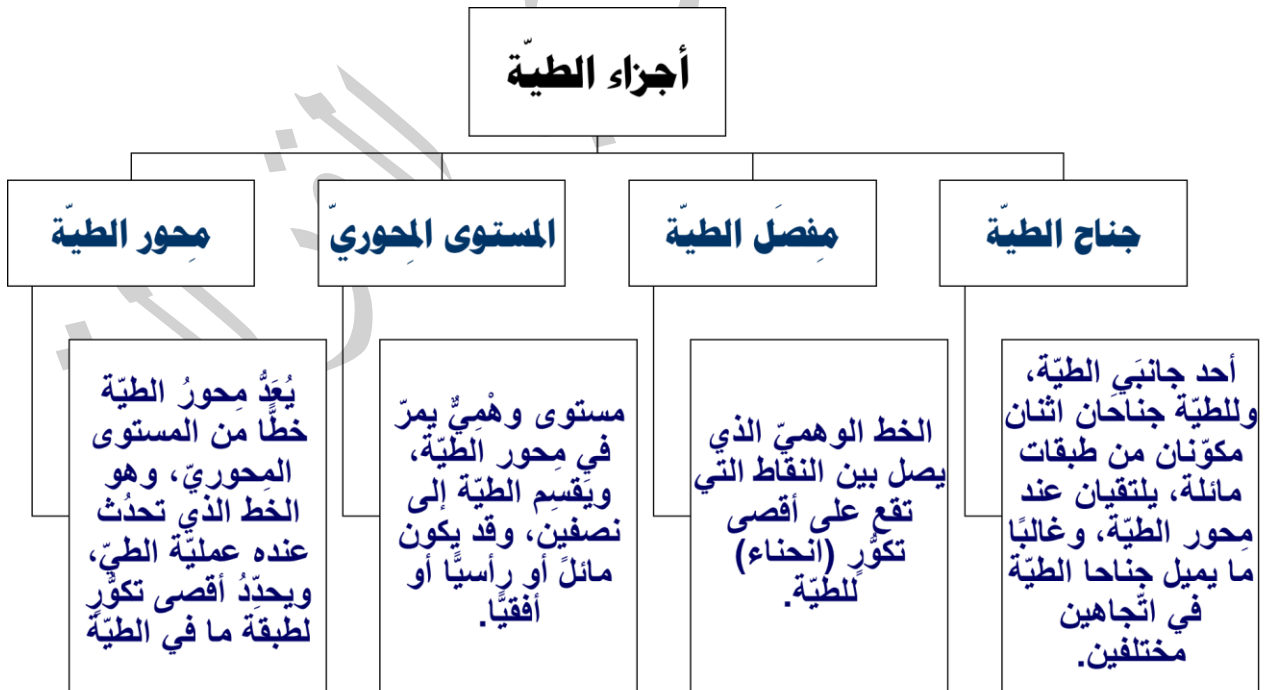 أجزاء الطيّة
جناح الطيّة
مِفصَل الطيّة
المستوى المِحوريّ
مِحور الطيّة
أحد جانبَيِ الطيّة،
وللطيّة جناحان اثنان
مكوّنان من طبقات
مائلة، يلتقيان عند
مِحور الطيّة، وغالبًا
ما يميل جناحا الطيّة
في اتّجاهين
مختلفين.
الخط الوهميّ الذي
يصل بين النقاط التي
تقع على أقصى
تكوُّرٍ (انحناء)
للطيّة.
مستوى وهْمِيٌّ يمرّ
في مِحور الطيّة،
ويَقسِم الطيّة إلى
نصفين، وقد يكون
مائلً أو رأسيًّا أو
أفقيًّا.
يُعَدُّ مِحورُ الطيّة
خطًّا من المستوى
المِحوريّ، وهو
الخط الذي تحدُث
عنده عمليّة الطيّ،
ويحدِّدُ أقصى تكوُّرٍ
لطبقة ما في الطيّة